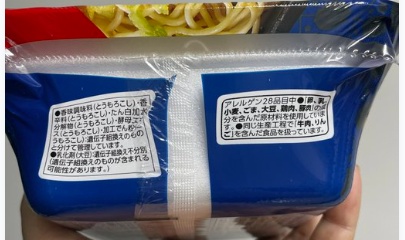 ●香味調味料(とうもろこし)・香
辛料(とうもろこし)・たん白加水
分解物(とうもろこし)・酵母エキ
ス(とうもろこし)・加工でん粉
:遺伝子組換えのもの
と分けて管理しています。
●乳化剤(大豆):遺伝子組換え不分別
(遺伝子組換えのものが含まれる
可能性があります。)
アレルゲン28品目中●卵、乳
小麦、ごま、大豆、鶏肉、豚肉の
分を含んだ原材料を使用してい
す。●同じ生産工程で牛肉、りん
ご を含んだ食品を扱っています。